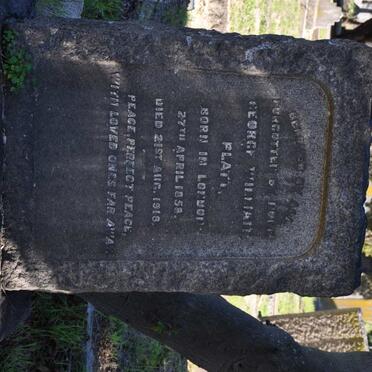 GEORGE WILLIAM
PLATT,
BORN IN LONDON
27TH APRIL 1858,
DIED 21ST AUG. 1918
PEACE, PERFECT PEACE,
WITH LOVED ONES FAR AWAY